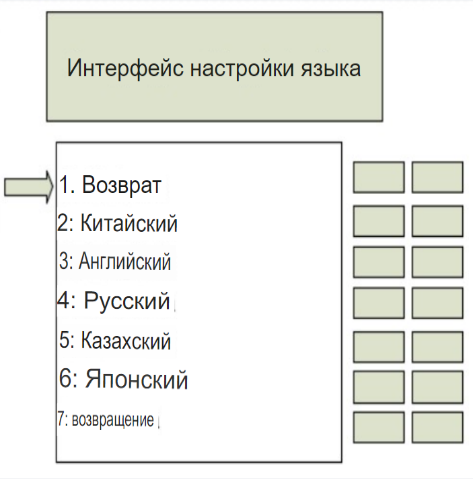 Интерфейс настройки языка
1. Возврат
2: Китайский
3: Английский
4: Русский
5: Казахский
6: Японский
7: возвращение